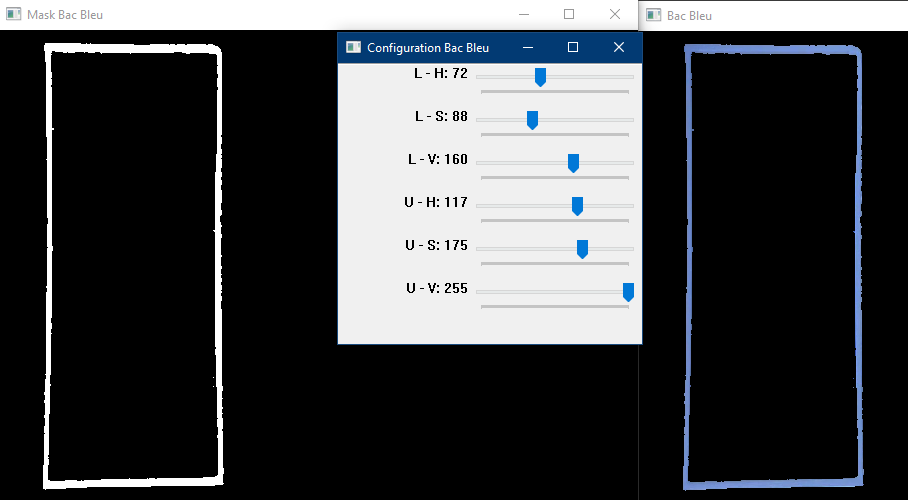 Mask Bac Bleu
Configuration Bac Bleu
Bac Bleu
L - H: 72
L - S: 88
L - V: 160
U - H: 117
U - S: 175
U - V: 255